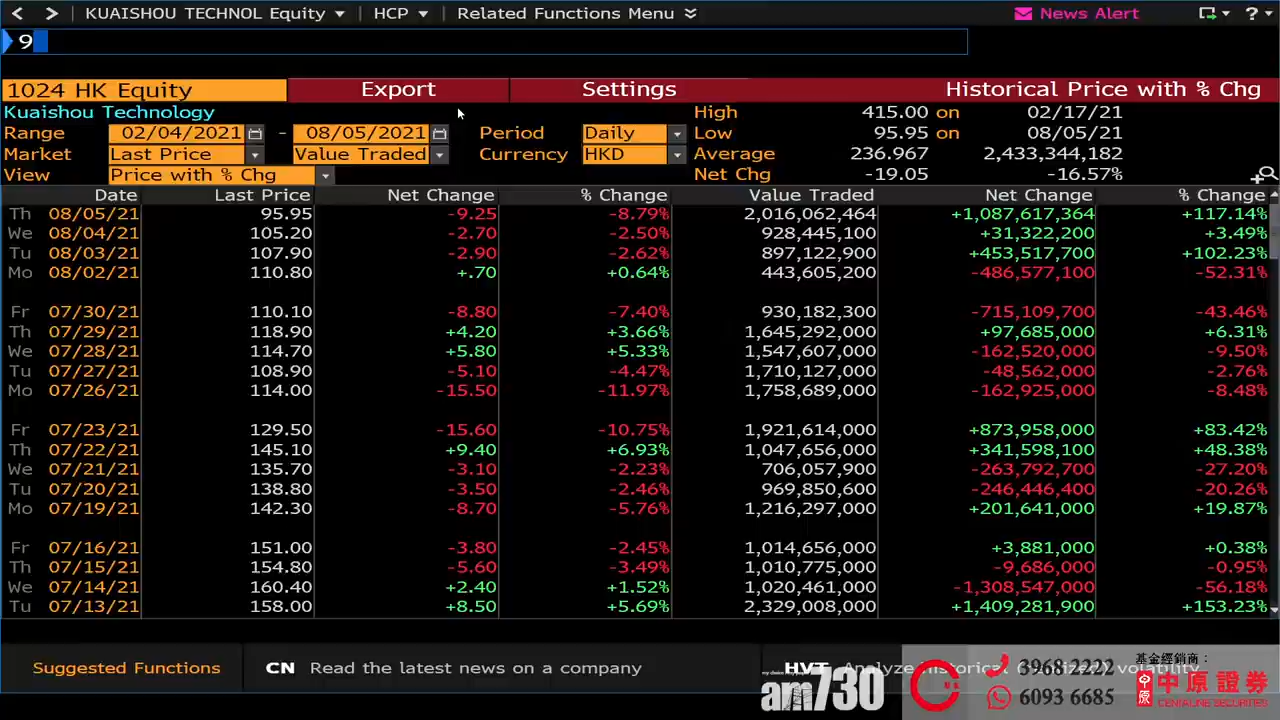 < > KUAISHOU TECHNOL Equity HCP Related Functions Menu News Alert ?
9
1024 HK Equity Export Settings Historical Price with % Chg
Kuaishou Technology High 415.00 on 02/17/21
Range 02/04/2021 - 08/05/2021 Period Daily Low 95.95 on 08/05/21
Market Last Price Value Traded Currency HKD Average 236.967 2,433,344,182
View Price with % Chg Net Chg -19.05 -16.57%
Date Last Price Net Change % Change Value Traded Net Change % Change
Th 08/05/21 95.95 -9.25 -8.79% 2,016,062,464 +1,087,617,364 +117.14%
We 08/04/21 105.20 -2.70 -2.50% 928,445,100 +31,322,200 +3.49%
Tu 08/03/21 107.90 -2.90 -2.62% 897,122,900 +453,517,700 +102.23%
Mo 08/02/21 110.80 +.70 +0.64% 443,605,200 -486,577,100 -52.31%
Fr 07/30/21 110.10 -8.80 -7.40% 930,182,300 -715,109,700 -43.46%
Th 07/29/21 118.90 +4.20 +3.66% 1,645,292,000 +97,685,000 +6.31%
We 07/28/21 114.70 +5.80 +5.33% 1,547,607,000 -162,520,000 -9.50%
Tu 07/27/21 108.90 -5.10 -4.47% 1,710,127,000 -48,562,000 -2.76%
Mo 07/26/21 114.00 -15.50 -11.97% 1,758,689,000 -162,925,000 -8.48%
Fr 07/23/21 129.50 -15.60 -10.75% 1,921,614,000 +873,958,000 +83.42%
Th 07/22/21 145.10 +9.40 +6.93% 1,047,656,000 +341,598,100 +48.38%
We 07/21/21 135.70 -3.10 -2.23% 706,057,900 -263,792,700 -27.20%
Tu 07/20/21 138.80 -3.50 -2.46% 969,850,600 -246,446,400 -20.26%
Mo 07/19/21 142.30 -8.70 -5.76% 1,216,297,000 +201,641,000 +19.87%
Fr 07/16/21 151.00 -3.80 -2.45% 1,014,656,000 +3,881,000 +0.38%
Th 07/15/21 154.80 -5.60 -3.49% 1,010,775,000 -9,686,000 -0.95%
We 07/14/21 160.40 +2.40 +1.52% 1,020,461,000 -1,308,547,000 -56.18%
Tu 07/13/21 158.00 +8.50 +5.69% 2,329,008,000 +1,409,281,900 +153.23%
Suggested Functions CN Read the latest news on a company HVT Analyze historical volatility
am730
3968 2222
6093 6685
基金經銷商：
中原證券
CENTALINE SECURITIES